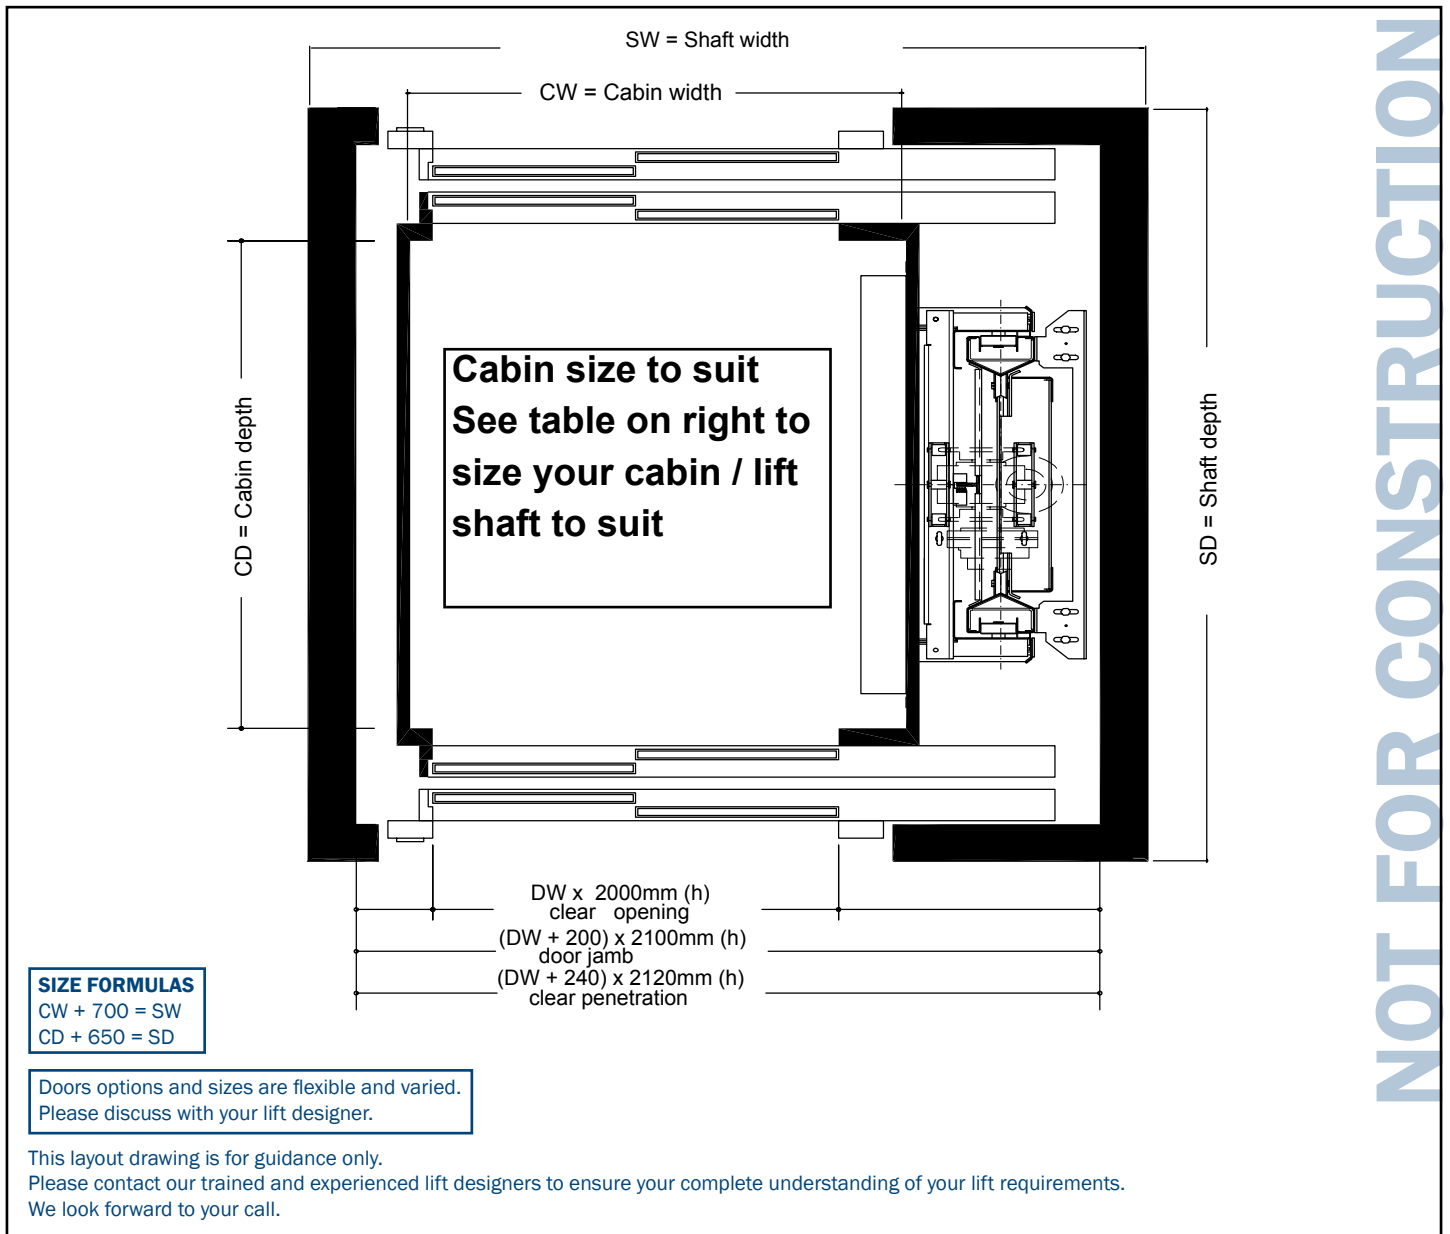 SW = Shaft width
CW = Cabin width
NOT FOR CONSTRUCTION
Cabin size to suit
See table on right to
size your cabin / lift
shaft to suit
CD = Cabin depth
SD = Shaft depth
DW x 2000mm (h)
clear opening
(DW + 200) x 2100mm (h)
door jamb
(DW + 240) x 2120mm (h)
clear penetration
SIZE FORMULAS
CW + 700 = SW
CD + 650 = SD
Doors options and sizes are flexible and varied.
Please discuss with your lift designer.
This layout drawing is for guidance only.
Please contact our trained and experienced lift designers to ensure your complete understanding of your lift requirements.
We look forward to your call.